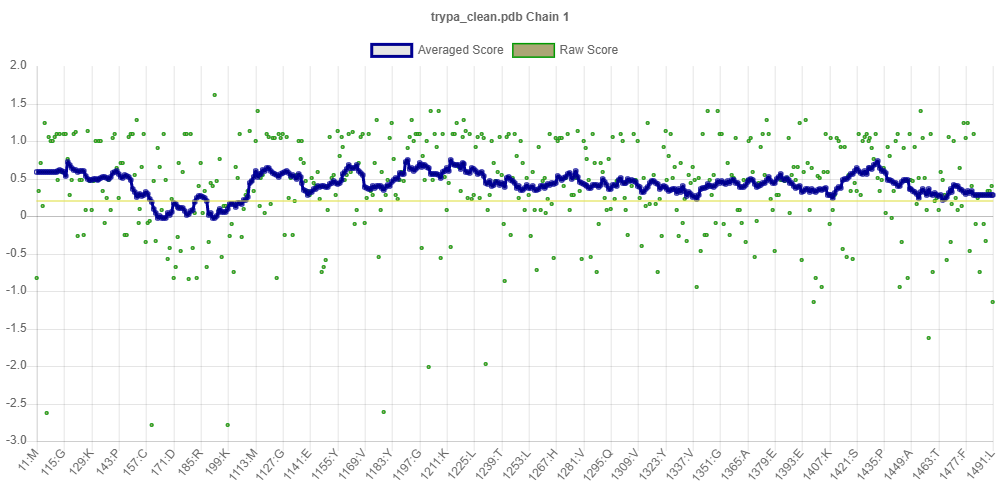 trypa_clean.pdb Chain 1
Averaged Score
Raw Score
2.0
1.5
1.0
0.5
0
-0.5
-1.0
-1.5
-2.0
-2.5
-3.0
11:M
115:G
129:K
143:P
157:C
171:D
185:R
199:K
1113:M
1127:G
1141:E
1155:Y
1169:V
1183:Y
1197:G
1211:K
1225:L
1239:T
1253:L
1267:H
1281:V
1295:Q
1309:V
1323:Y
1337:V
1351:G
1365:A
1379:E
1393:E
1407:K
1421:S
1435:P
1449:A
1463:T
1477:F
1491:L